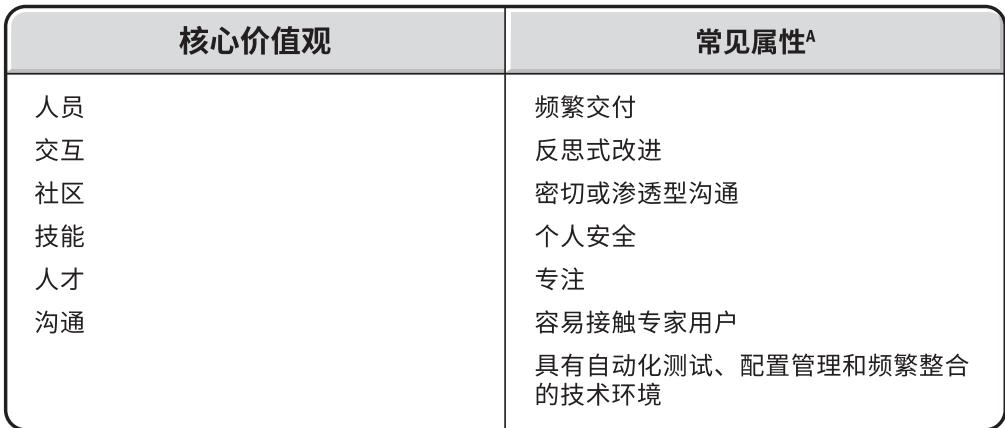 核心价值观
常见属性A
人员
交互
社区
技能
人才
沟通
频繁交付
反思式改进
密切或渗透型沟通
个人安全
专注
容易接触专家用户
具有自动化测试、配置管理和频繁整合
的技术环境